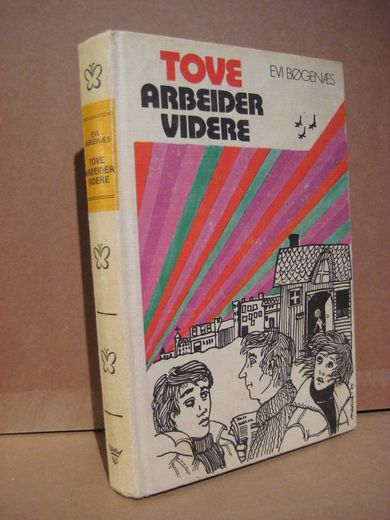 TOVE
EVI BØGENÆS
ARBEIDER
VIDERE
EVI
BØGENÆS
TOVE
ARBEIDER
VIDERE